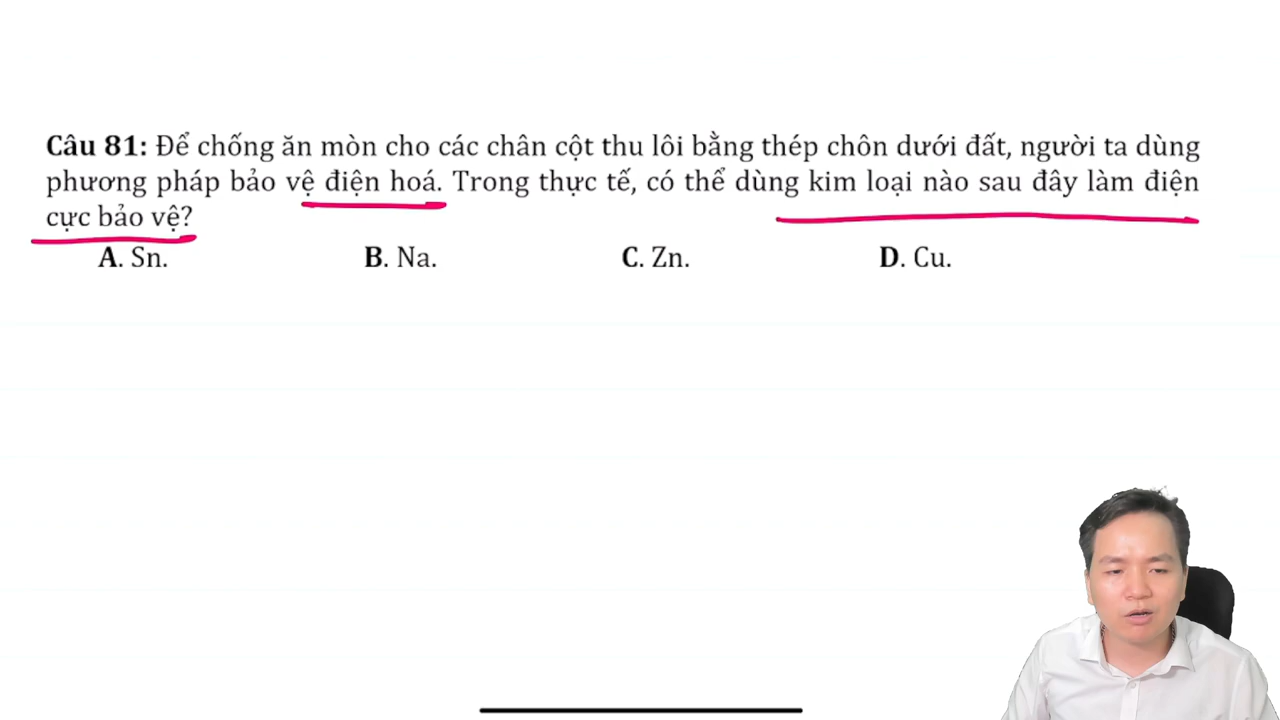 Câu 81: Để chống ăn mòn cho các chân cột thu lôi bằng thép chôn dưới đất, người ta dùng
phương pháp bảo vệ điện hoá. Trong thực tế, có thể dùng kim loại nào sau đây làm điện
cực bảo vệ?
A. Sn. B. Na. C. Zn. D. Cu.